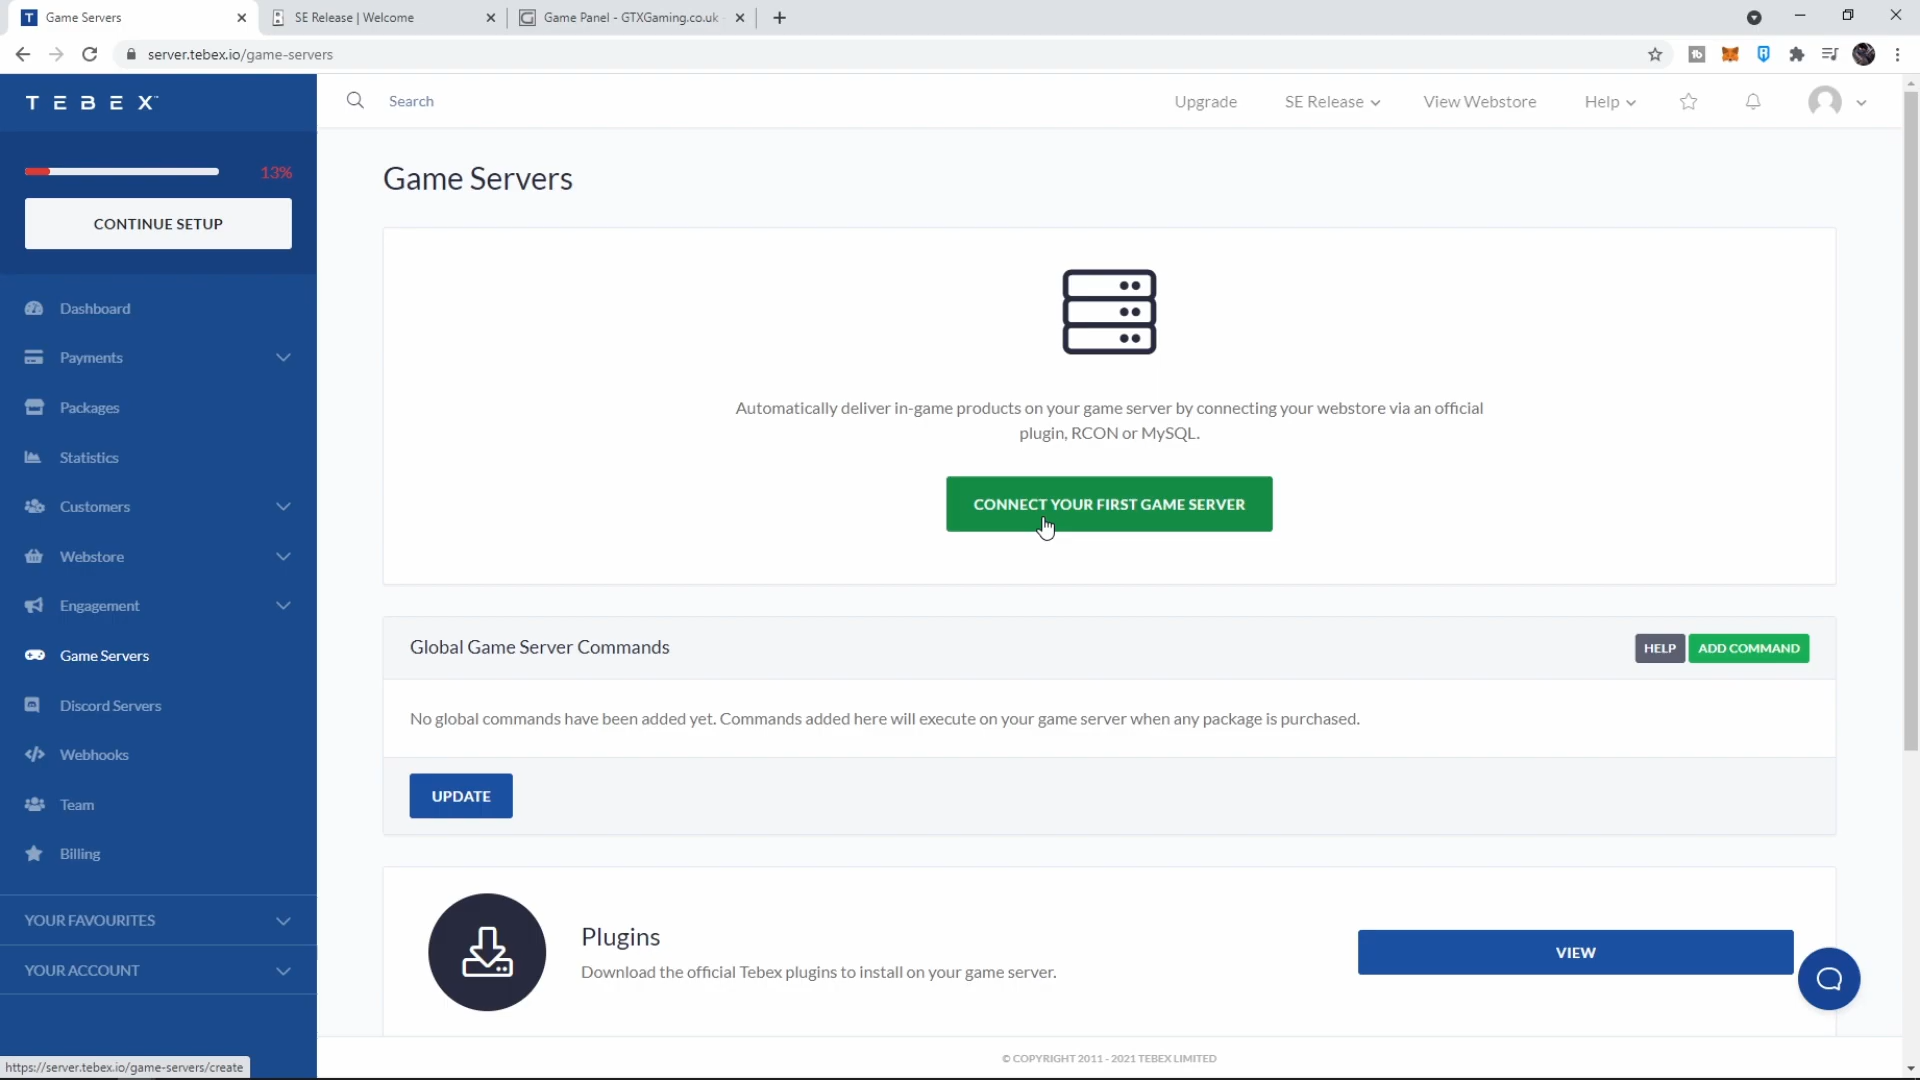 Game Servers
SE Release | Welcome
Game Panel - GTXGaming.co.uk
server.tebex.io/game-servers
TEBEX
Search
Upgrade
SE Release
View Webstore
Help
13%
CONTINUE SETUP
Dashboard
Payments
Packages
Statistics
Customers
Webstore
Engagement
Game Servers
Discord Servers
Webhooks
Team
Billing
YOUR FAVOURITES
YOUR ACCOUNT
https://server.tebex.io/game-servers/create
Game Servers
Automatically deliver in-game products on your game server by connecting your webstore via an official
plugin, RCON or MySQL.
CONNECT YOUR FIRST GAME SERVER
Global Game Server Commands
HELP
ADD COMMAND
No global commands have been added yet. Commands added here will execute on your game server when any package is purchased.
UPDATE
Plugins
Download the official Tebex plugins to install on your game server.
VIEW
© COPYRIGHT 2011 - 2021 TEBEX LIMITED